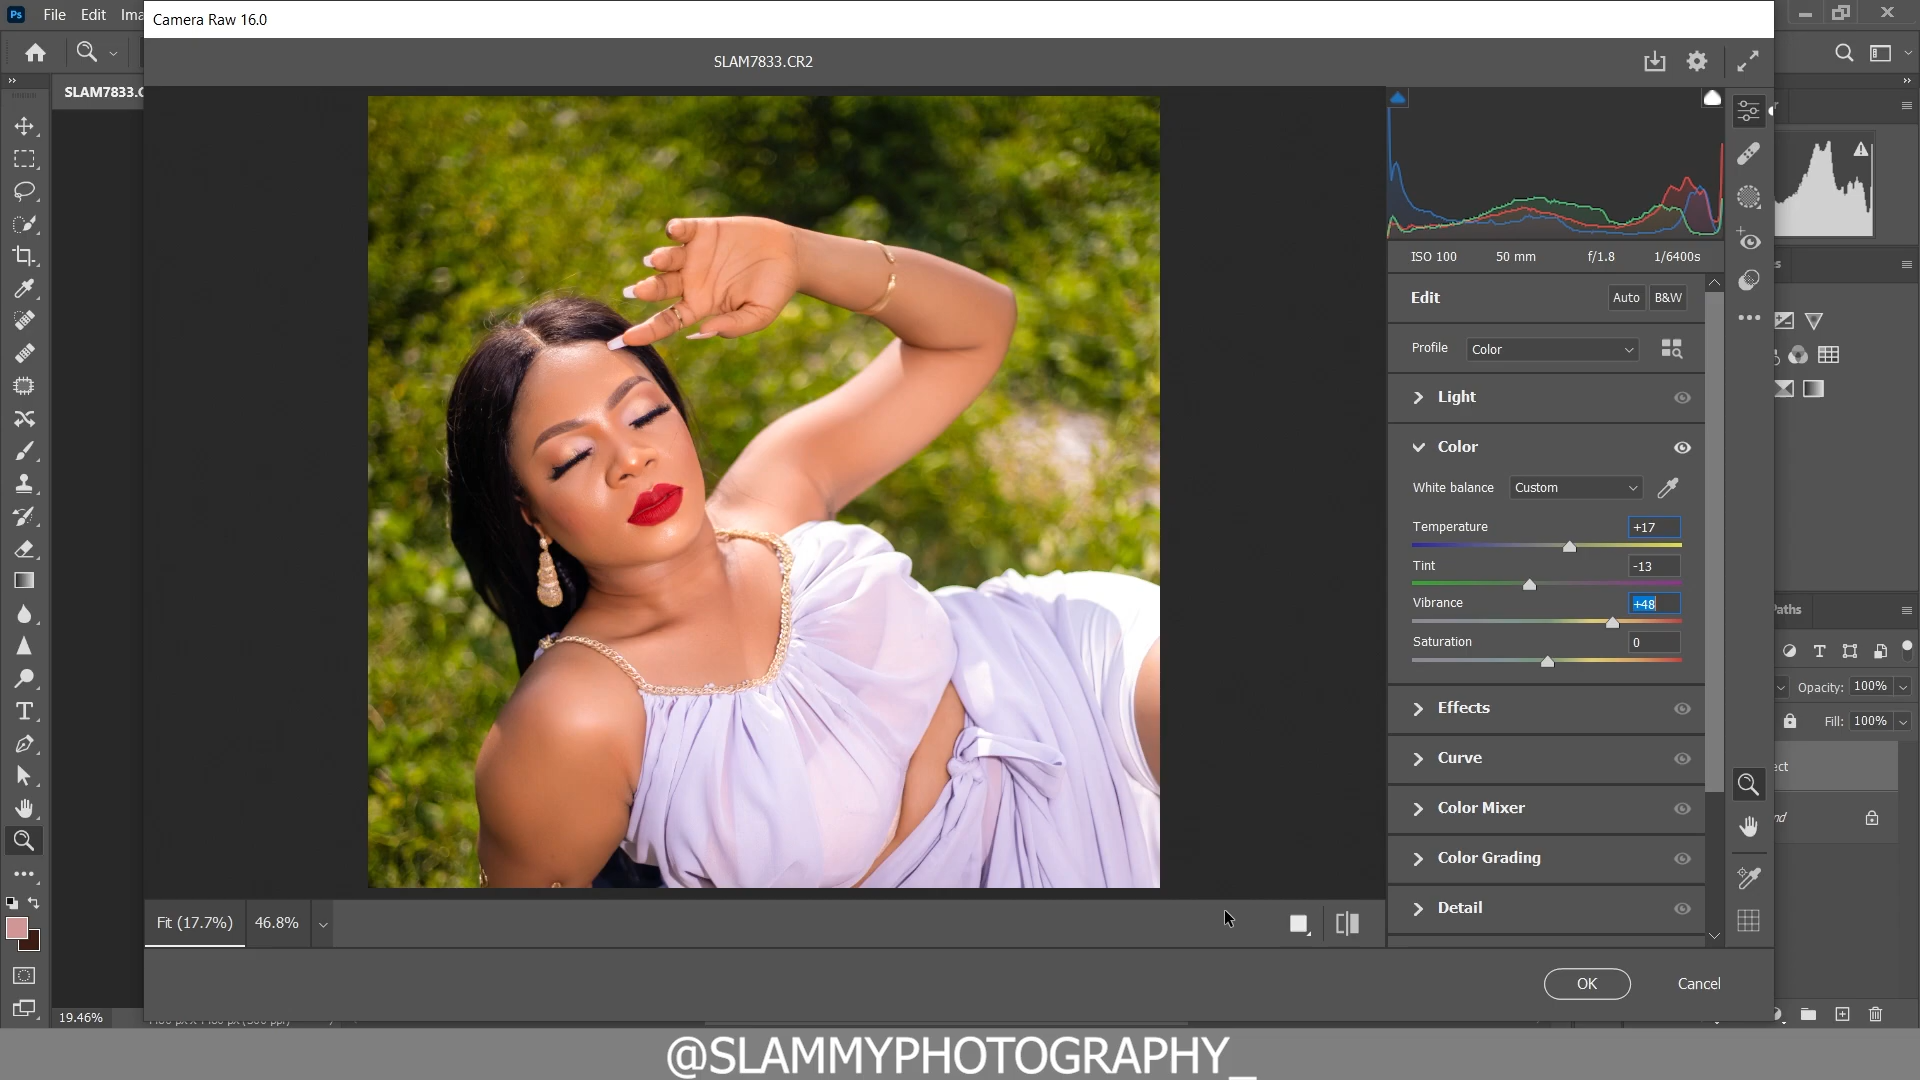 Camera Raw 16.0
File Edit
SLAM7833.CR2
SLAM7833.
ISO 100 50 mm f/1.8 1/6400s
Edit Auto B&W
Profile Color
Light
Color
White balance Custom
Temperature +17
Tint -13
Vibrance +48
Saturation 0
Effects
Curve
Color Mixer
Color Grading
Detail
Opacity: 100%
Fill: 100%
Fit (17.7%) 46.8%
OK Cancel
19.46%
@SLAMMYPHOTOGRAPHY_